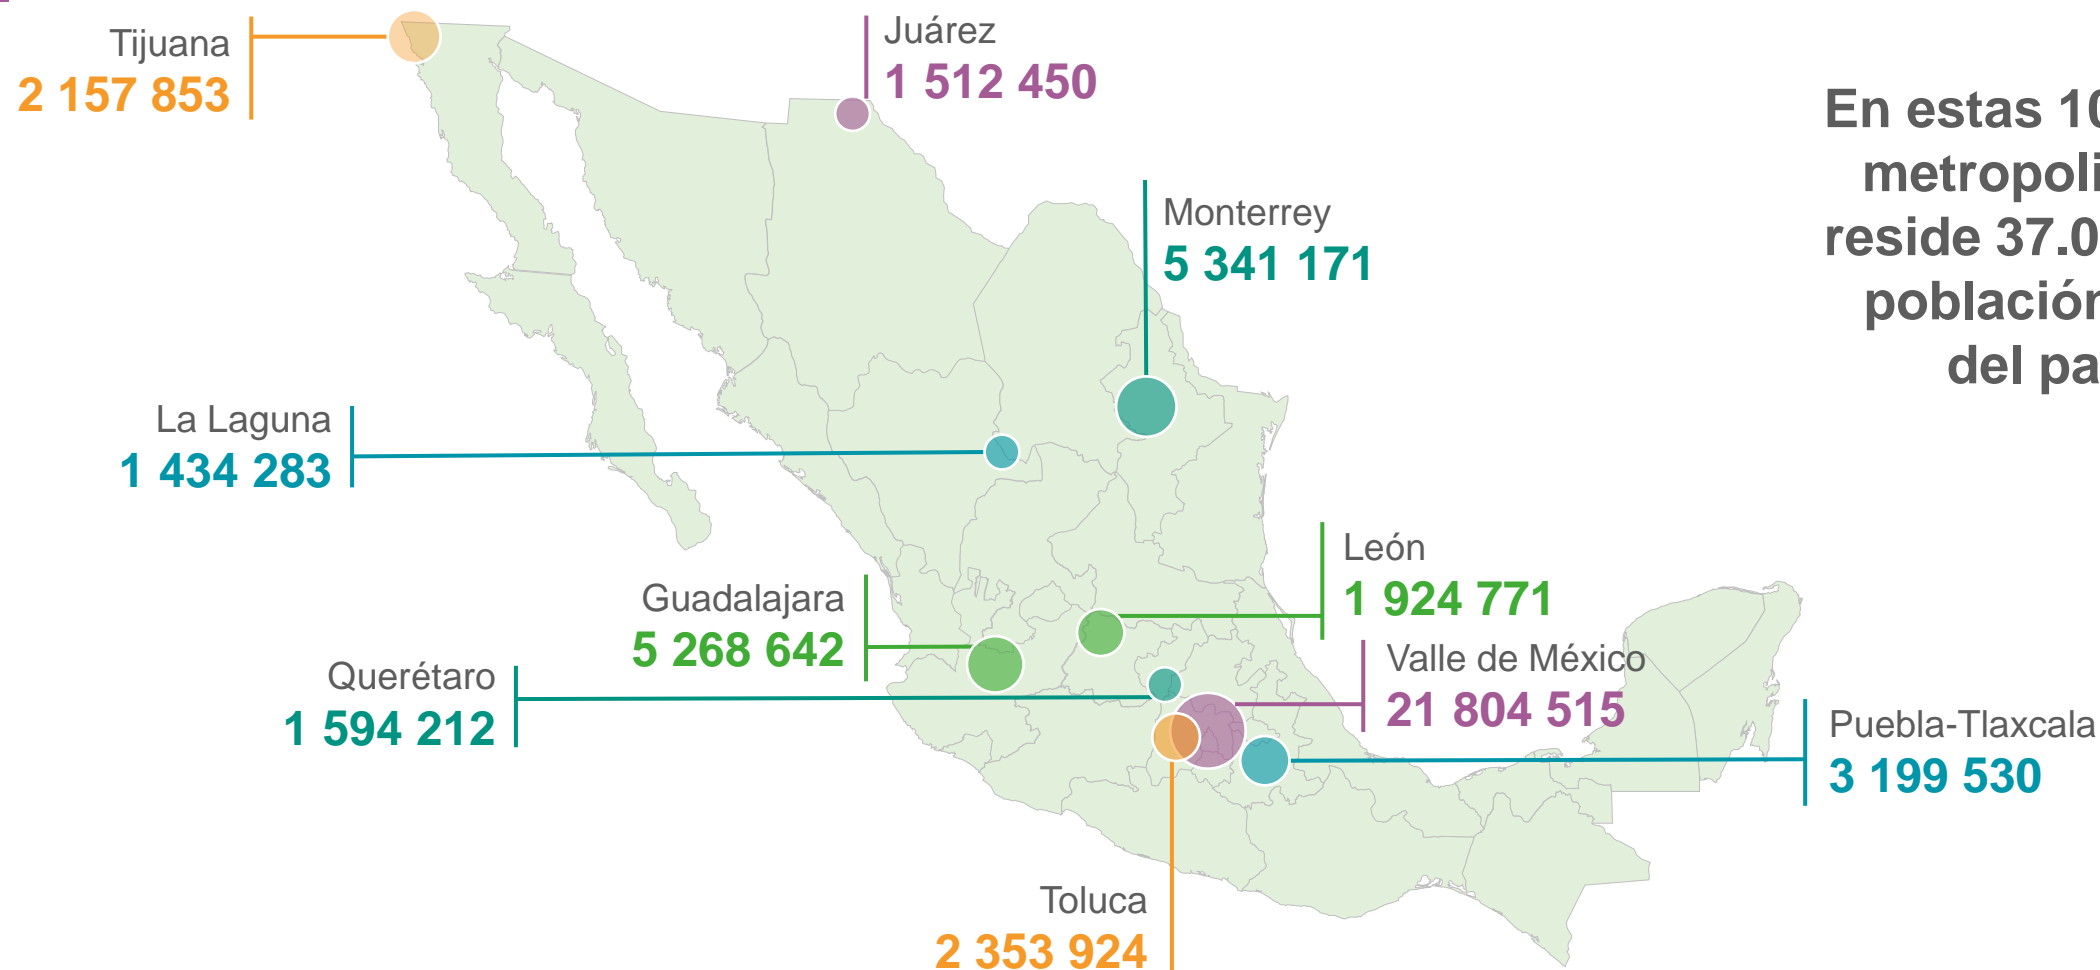 Tijuana
2 157 853
Juárez
1 512 450
En estas 10
metropoli
reside 37.0
población
del pa
Monterrey
5 341 171
La Laguna
1 434 283
León
1 924 771
Guadalajara
5 268 642
Valle de México
21 804 515
Querétaro
1 594 212
Puebla-Tlaxcala
3 199 530
Toluca
2 353 924